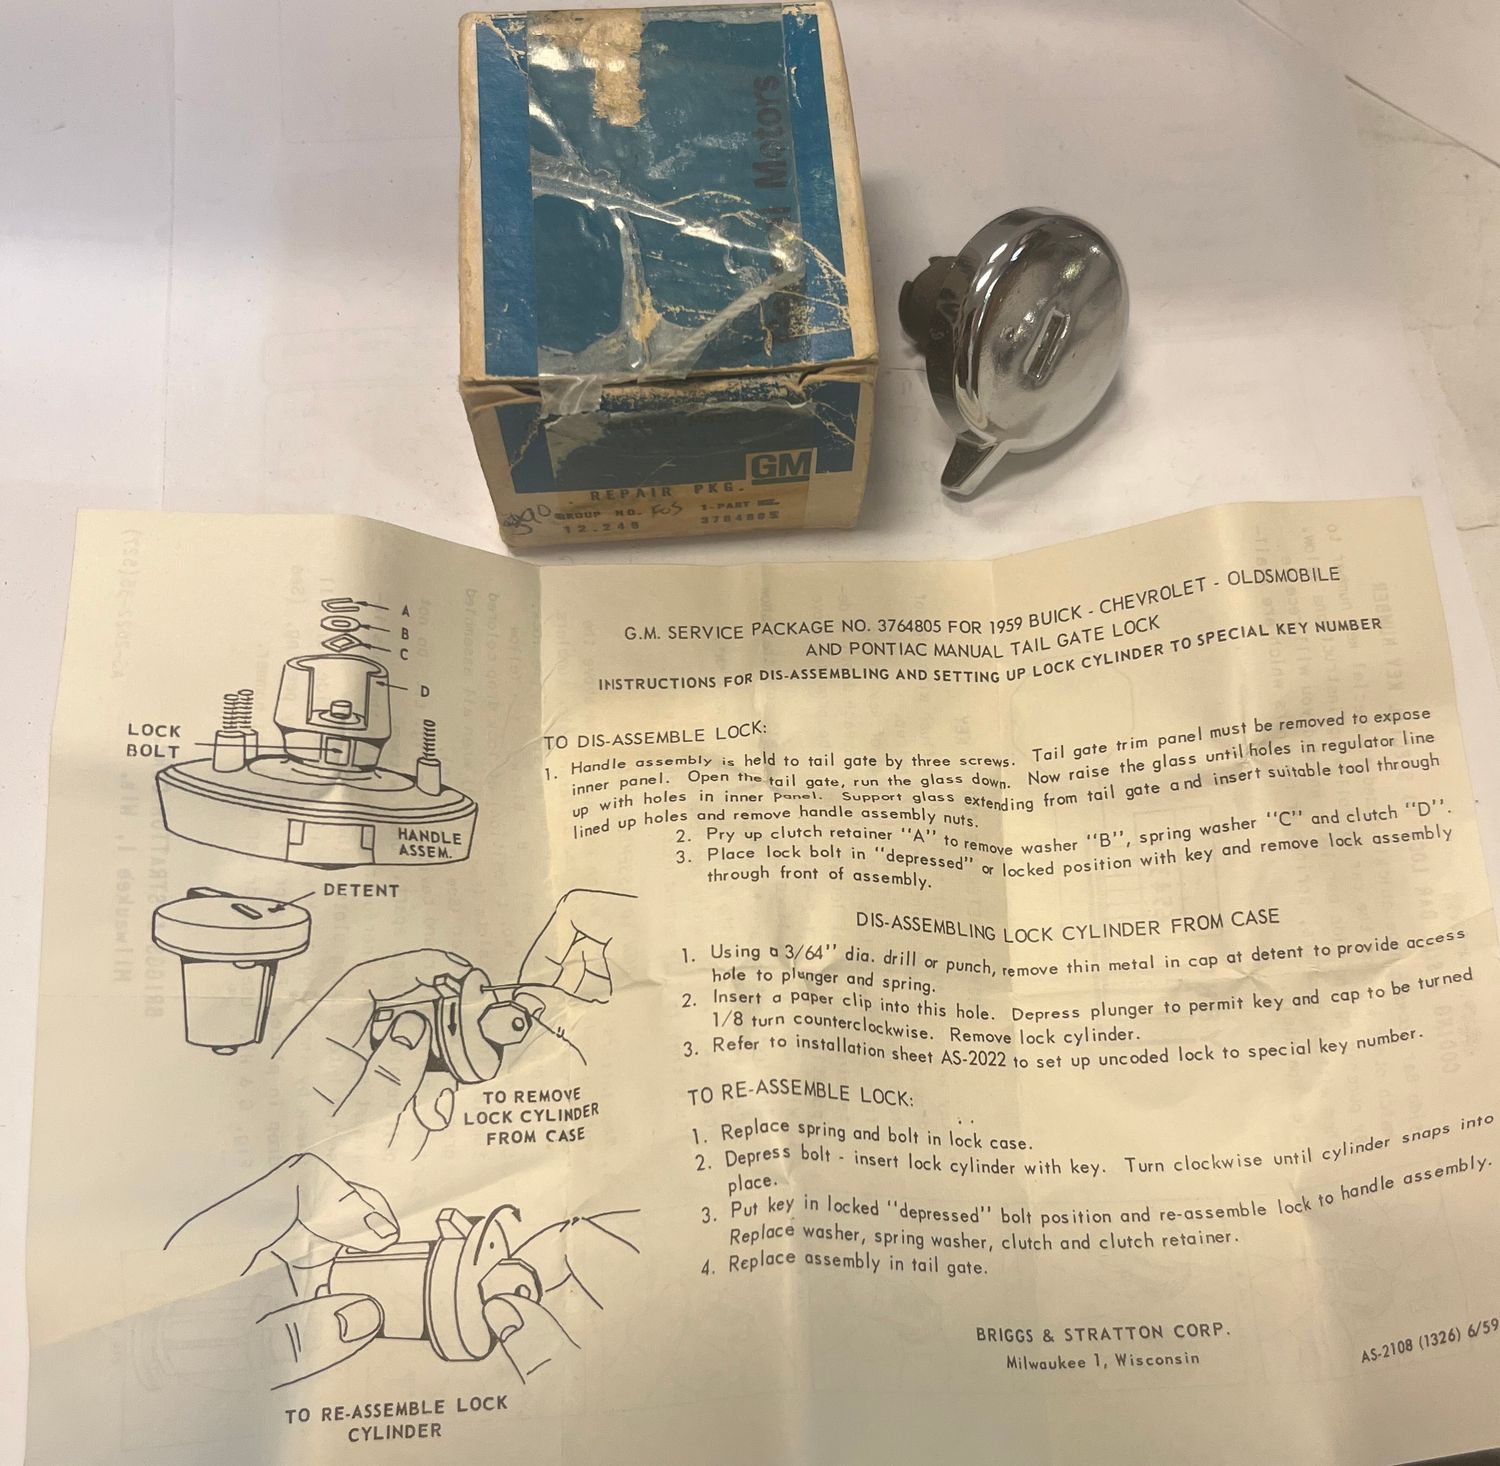 Motors
GM
REPAIR PKG.
GROUP NO. 1-PART
12.248 3764805
A
B
C
D
LOCK
BOLT
HANDLE
ASSEM.
DETENT
TO REMOVE
LOCK CYLINDER
FROM CASE
TO RE-ASSEMBLE LOCK
CYLINDER
G.M. SERVICE PACKAGE NO. 3764805 FOR 1959 BUICK - CHEVROLET - OLDSMOBILE
AND PONTIAC MANUAL TAIL GATE LOCK
INSTRUCTIONS FOR DIS-ASSEMBLING AND SETTING UP LOCK CYLINDER TO SPECIAL KEY NUMBER
TO DIS-ASSEMBLE LOCK:
1. Handle assembly is held to tail gate by three screws. Tail gate trim panel must be removed to expose
inner panel. Open the tail gate, run the glass down. Now raise the glass until holes in regulator line
up with holes in inner panel. Support glass extending from tail gate and insert suitable tool through
lined up holes and remove handle assembly nuts.
2. Pry up clutch retainer "A" to remove washer "B", spring washer "C" and clutch "D".
3. Place lock bolt in "depressed" or locked position with key and remove lock assembly
through front of assembly.
DIS-ASSEMBLING LOCK CYLINDER FROM CASE
1. Using a 3/64" dia. drill or punch, remove thin metal in cap at detent to provide access
hole to plunger and spring.
2. Insert a paper clip into this hole. Depress plunger to permit key and cap to be turned
1/8 turn counterclockwise. Remove lock cylinder.
3. Refer to installation sheet AS-2022 to set up uncoded lock to special key number.
TO RE-ASSEMBLE LOCK:
1. Replace spring and bolt in lock case.
2. Depress bolt - insert lock cylinder with key. Turn clockwise until cylinder snaps into
place.
3. Put key in locked "depressed" bolt position and re-assemble lock to handle assembly.
Replace washer, spring washer, clutch and clutch retainer.
4. Replace assembly in tail gate.
BRIGGS & STRATTON CORP.
Milwaukee 1, Wisconsin
AS-2108 (1326) 6/59